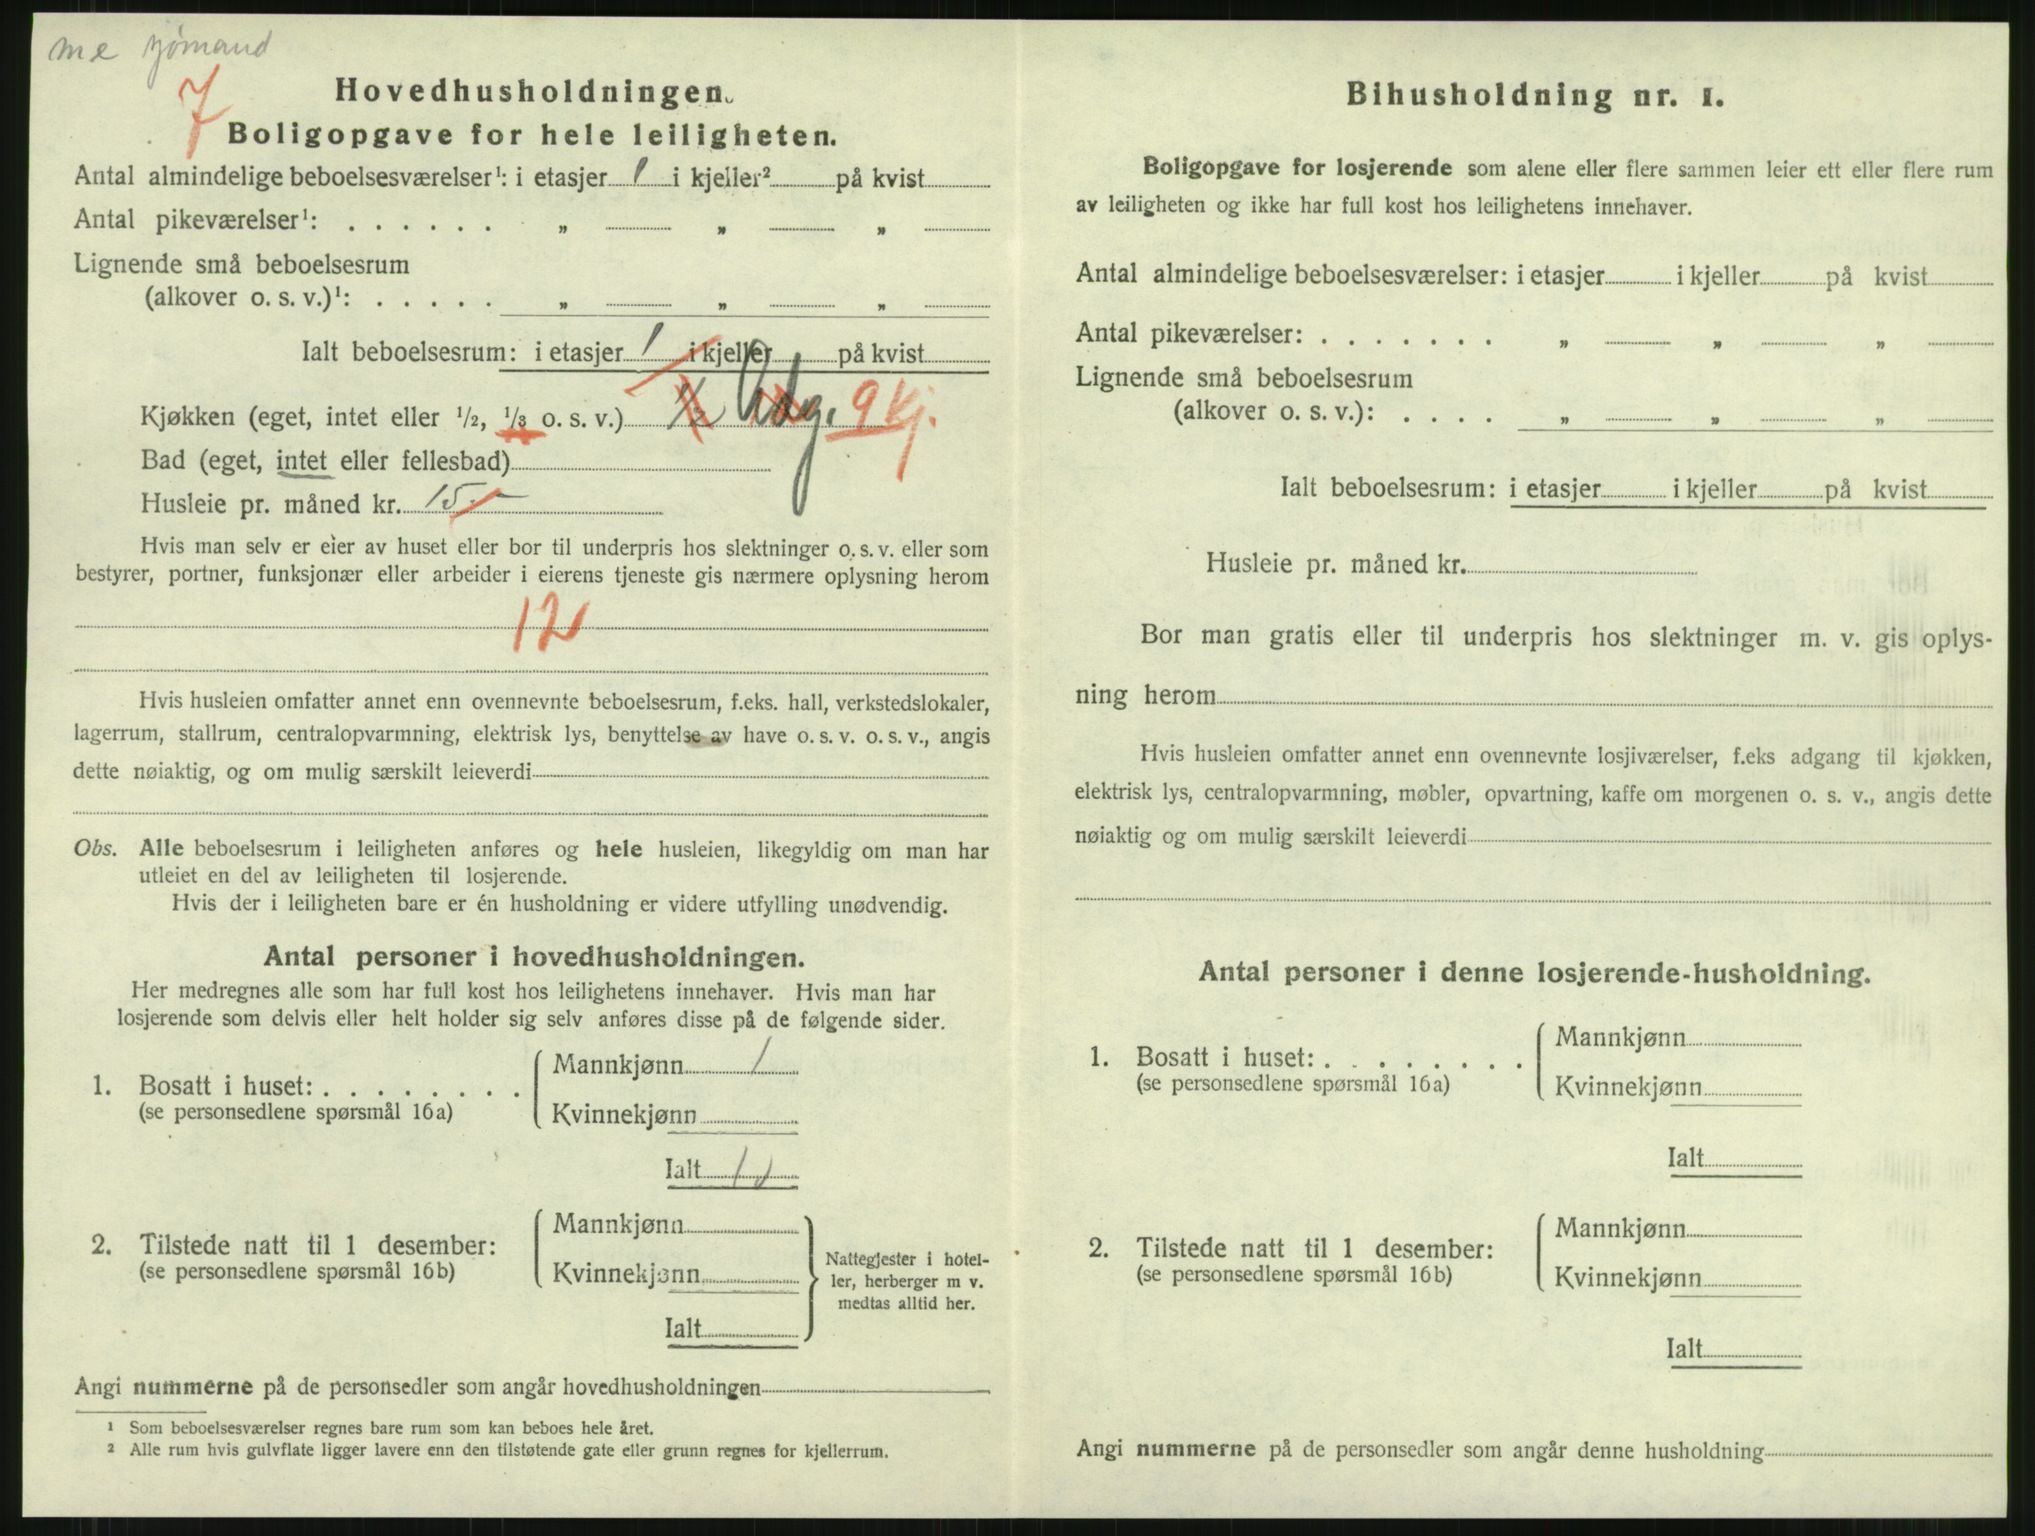 me sjømand
7
Hovedhusholdningen.
Boligopgave for hele leiligheten.
Antal almindelige beboelsesværelser¹: i etasjer 1 i kjeller² på kvist
Antal pikeværelser¹: . . . . . . „ „ „
Lignende små beboelsesrum
(alkover o. s. v.)¹: . . . . . „ „ „
Ialt beboelsesrum: i etasjer 1 i kjeller på kvist
Kjøkken (eget, intet eller 1/2, 1/3 o. s. v.) 1/2 Adg. 9 Kj.
Bad (eget, intet eller fellesbad)
Husleie pr. måned kr. 15.-
Hvis man selv er eier av huset eller bor til underpris hos slektninger o. s. v. eller som
bestyrer, portner, funksjonær eller arbeider i eierens tjeneste gis nærmere oplysning herom
12
Hvis husleien omfatter annet enn ovennevnte beboelsesrum, f.eks. hall, verkstedslokaler,
lagerrum, stallrum, centralopvarmning, elektrisk lys, benyttelse av have o. s. v. o. s. v., angis
dette nøiaktig, og om mulig særskilt leieverdi
Obs. Alle beboelsesrum i leiligheten anføres og hele husleien, likegyldig om man har
utleiet en del av leiligheten til losjerende.
Hvis der i leiligheten bare er én husholdning er videre utfylling unødvendig.
Antal personer i hovedhusholdningen.
Her medregnes alle som har full kost hos leilighetens innehaver. Hvis man har
losjerende som delvis eller helt holder sig selv anføres disse på de følgende sider.
Mannkjønn 1
1. Bosatt i huset: . . . . . . . .
(se personsedlene spørsmål 16a)
Kvinnekjønn
Ialt 1
Mannkjønn
2. Tilstede natt til 1 desember:
(se personsedlene spørsmål 16b)
Kvinnekjønn
Ialt
Nattegjester i hotel-
ler, herberger m v.
medtas alltid her.
Angi nummerne på de personsedler som angår hovedhusholdningen
¹ Som beboelsesværelser regnes bare rum som kan beboes hele året.
² Alle rum hvis gulvflate ligger lavere enn den tilstøtende gate eller grunn regnes for kjellerrum.
Bihusholdning nr. 1.
Boligopgave for losjerende som alene eller flere sammen leier ett eller flere rum
av leiligheten og ikke har full kost hos leilighetens innehaver.
Antal almindelige beboelsesværelser: i etasjer i kjeller på kvist
Antal pikeværelser: . . . . . . . „ „ „
Lignende små beboelsesrum
(alkover o. s. v.): . . . . „ „ „
Ialt beboelsesrum: i etasjer i kjeller på kvist
Husleie pr. måned kr.
Bor man gratis eller til underpris hos slektninger m. v. gis oplys-
ning herom
Hvis husleien omfatter annet enn ovennevnte losjiværelser, f.eks adgang til kjøkken,
elektrisk lys, centralopvarmning, møbler, opvartning, kaffe om morgenen o. s. v., angis dette
nøiaktig og om mulig særskilt leieverdi
Antal personer i denne losjerende-husholdning.
Mannkjønn
1. Bosatt i huset: . . . . . . . .
(se personsedlene spørsmål 16a)
Kvinnekjønn
Ialt
Mannkjønn
2. Tilstede natt til 1 desember:
(se personsedlene spørsmål 16b)
Kvinnekjønn
Ialt
Angi nummerne på de personsedler som angår denne husholdning